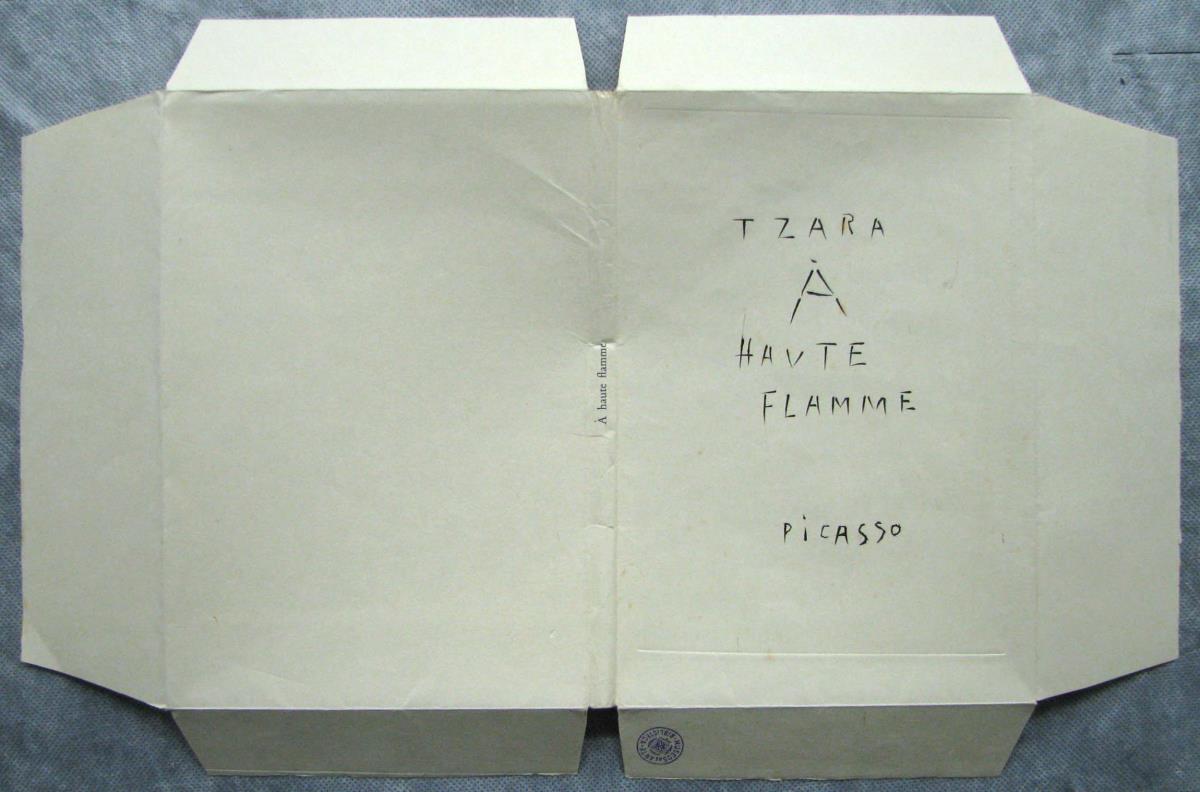 TZARA
À
HAUTE
FLAMME
PiCASSO
À haute flamme